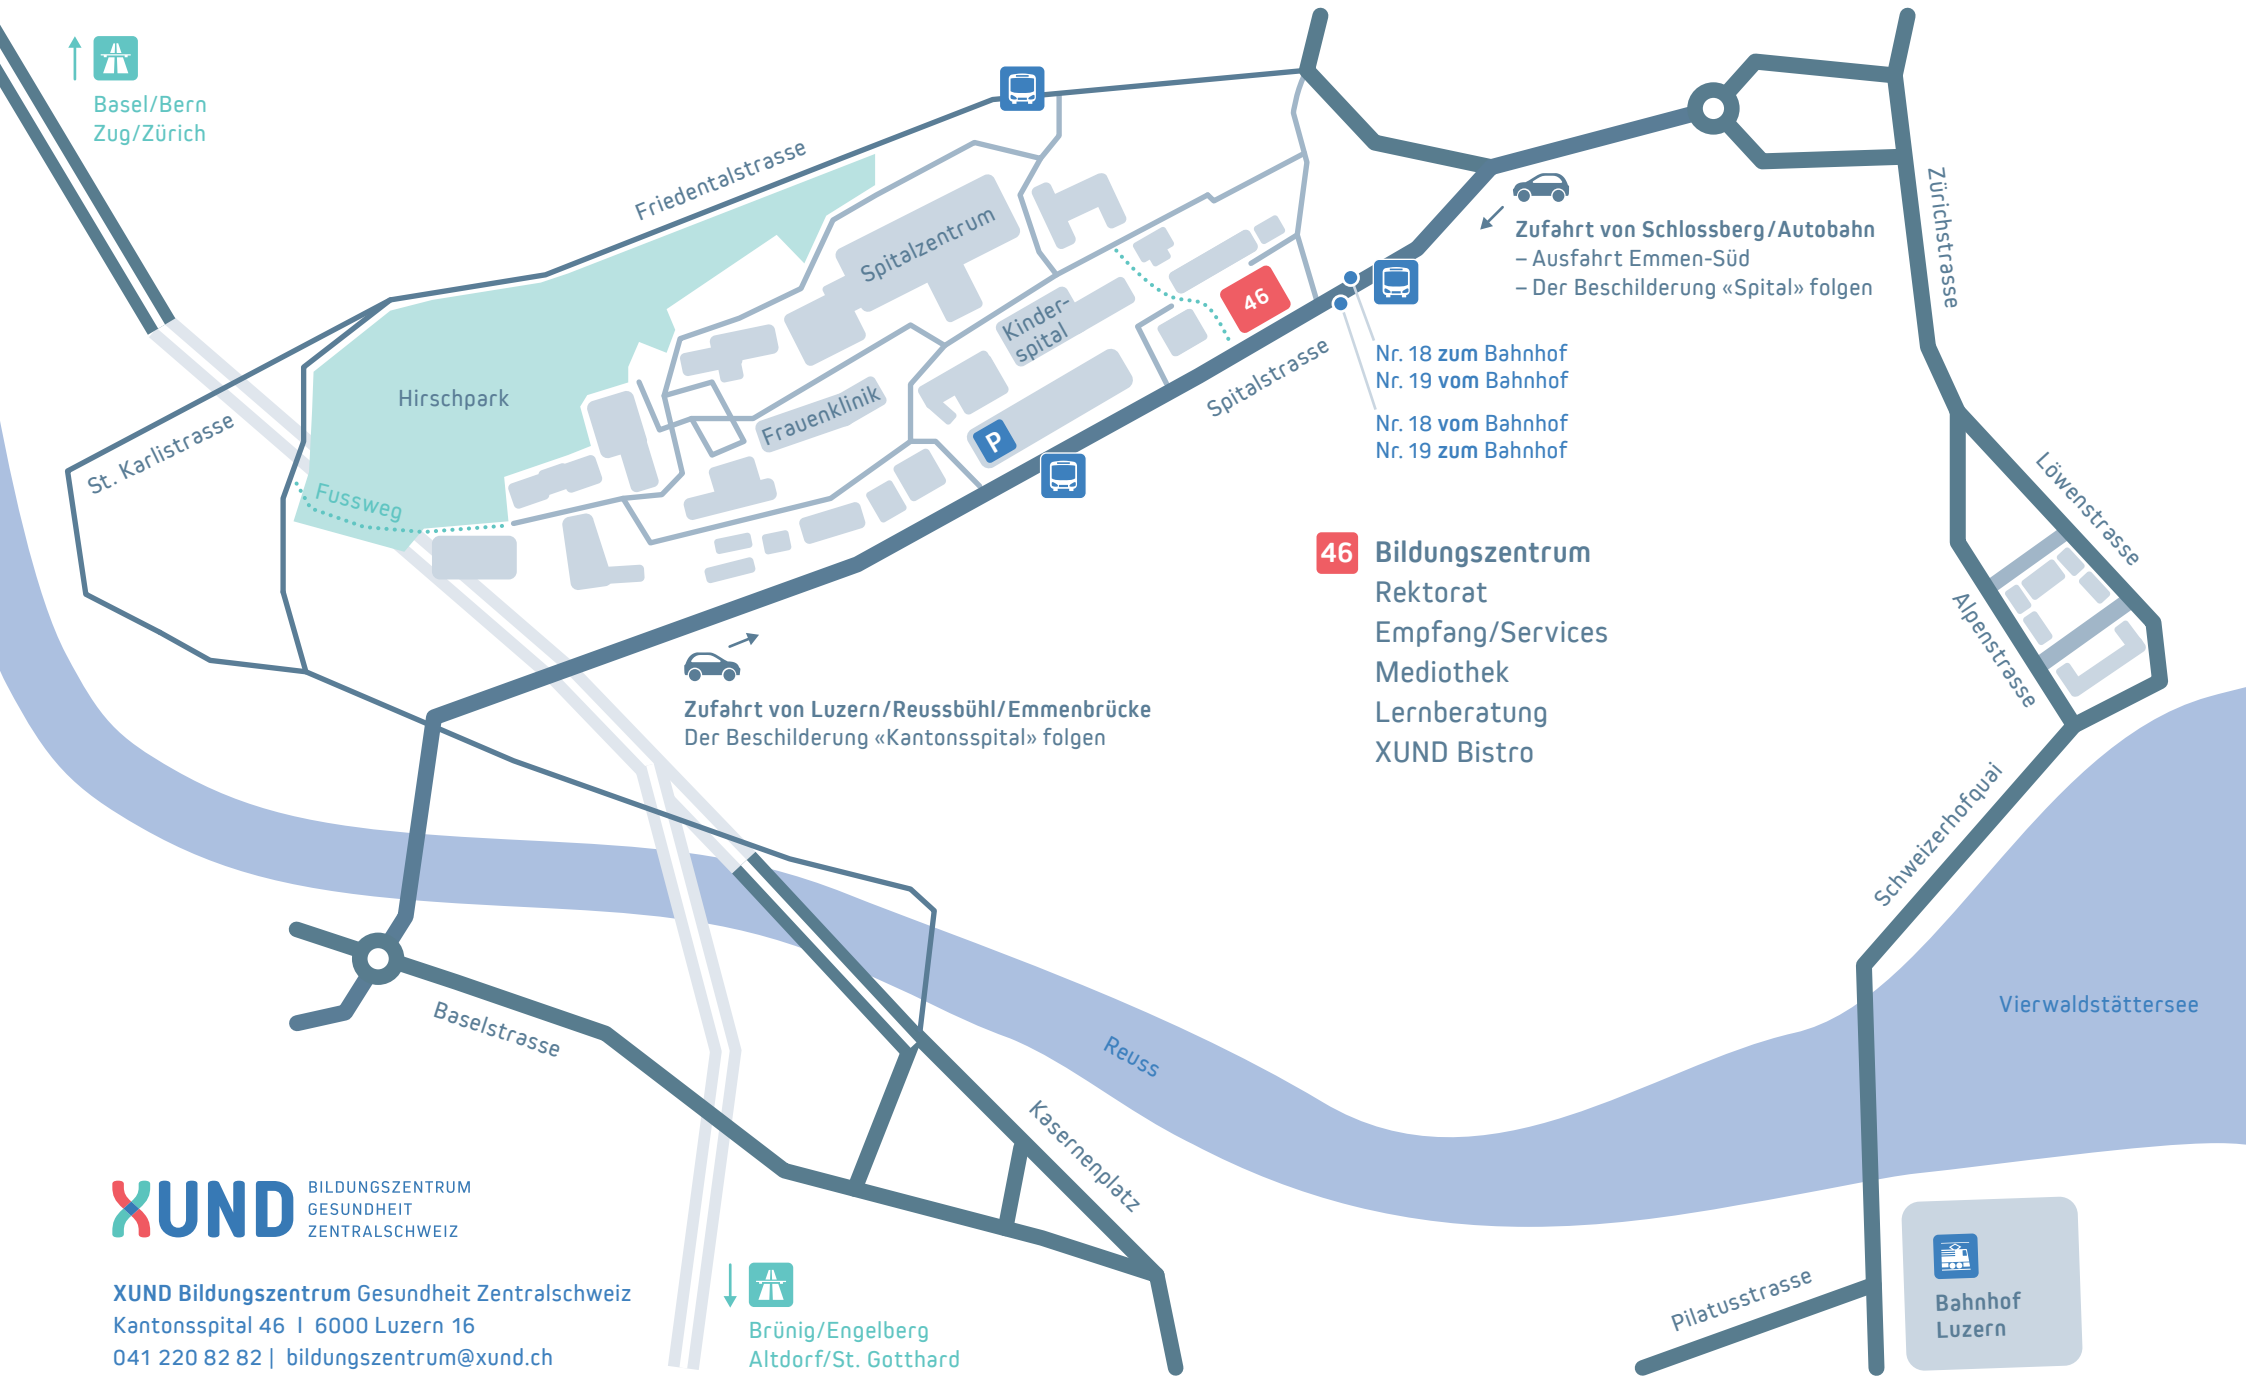 Basel/Bern
Zug/Zürich
Friedentalstrasse
Spitalzentrum
Zürichstrasse
Zufahrt von Schlossberg/Autobahn
– Ausfahrt Emmen-Süd
– Der Beschilderung «Spital» folgen
46
Kinder-
spital
Nr. 18 zum Bahnhof
Nr. 19 vom Bahnhof
Nr. 18 vom Bahnhof
Nr. 19 zum Bahnhof
Spitalstrasse
Hirschpark
Frauenklinik
P
St. Karlistrasse
Fussweg
Löwenstrasse
Alpenstrasse
46 Bildungszentrum
Rektorat
Empfang/Services
Mediothek
Lernberatung
XUND Bistro
Zufahrt von Luzern/Reussbühl/Emmenbrücke
Der Beschilderung «Kantonsspital» folgen
Schweizerhofquai
Vierwaldstättersee
Baselstrasse
Reuss
Kasernenplatz
XUND
BILDUNGSZENTRUM
GESUNDHEIT
ZENTRALSCHWEIZ
XUND Bildungszentrum Gesundheit Zentralschweiz
Kantonsspital 46 I 6000 Luzern 16
041 220 82 82 | bildungszentrum@xund.ch
Brünig/Engelberg
Altdorf/St. Gotthard
Pilatusstrasse
Bahnhof
Luzern